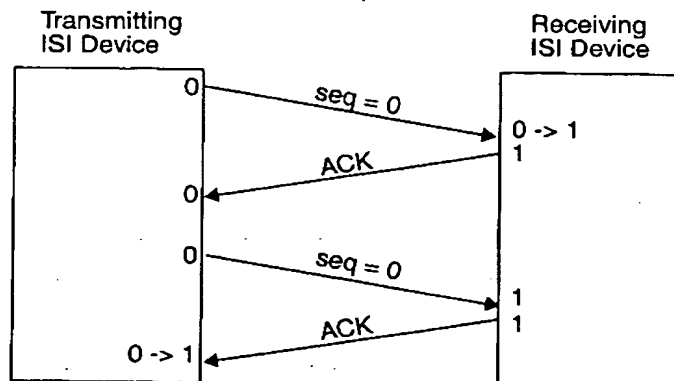 Transmitting
ISI Device
Receiving
ISI Device
0
seq = 0
0 -> 1
1
ACK
0
0
seq = 0
1
1
ACK
0 -> 1